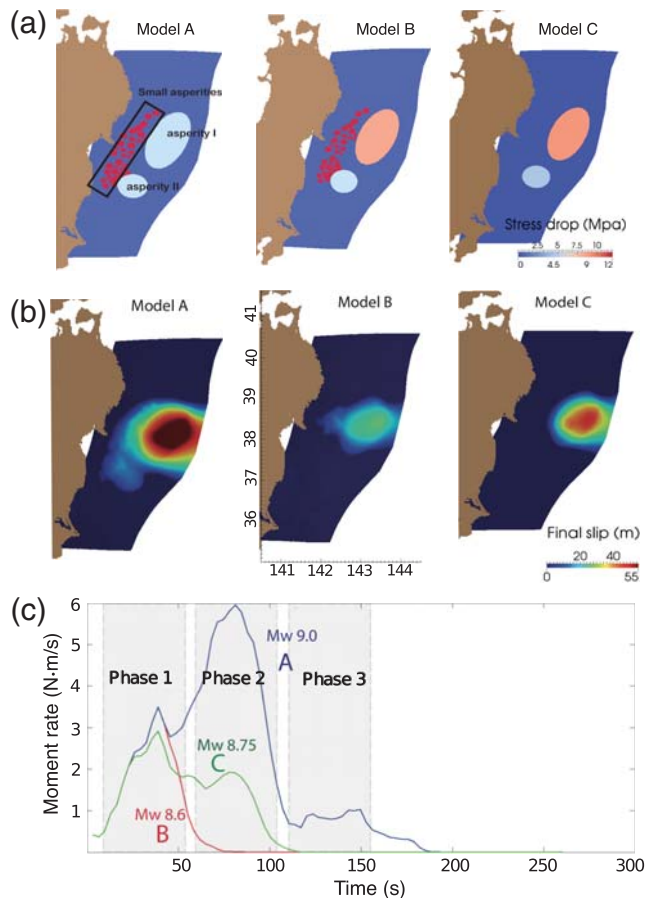 (a)
Model A
Model B
Model C
Small asperities
asperity I
asperity II
Stress drop (Mpa)
2.5 5 7.5 10
0 4.5 9 12
(b)
Model A
Model B
Model C
41
40
39
38
37
36
141 142 143 144
Final slip (m)
20 40
0 55
(c)
Moment rate (N·m/s)
6
5
4
3
2
1
Phase 1
Phase 2
Phase 3
Mw 9.0
A
Mw 8.75
C
Mw 8.6
B
50 100 150 200 250 300
Time (s)